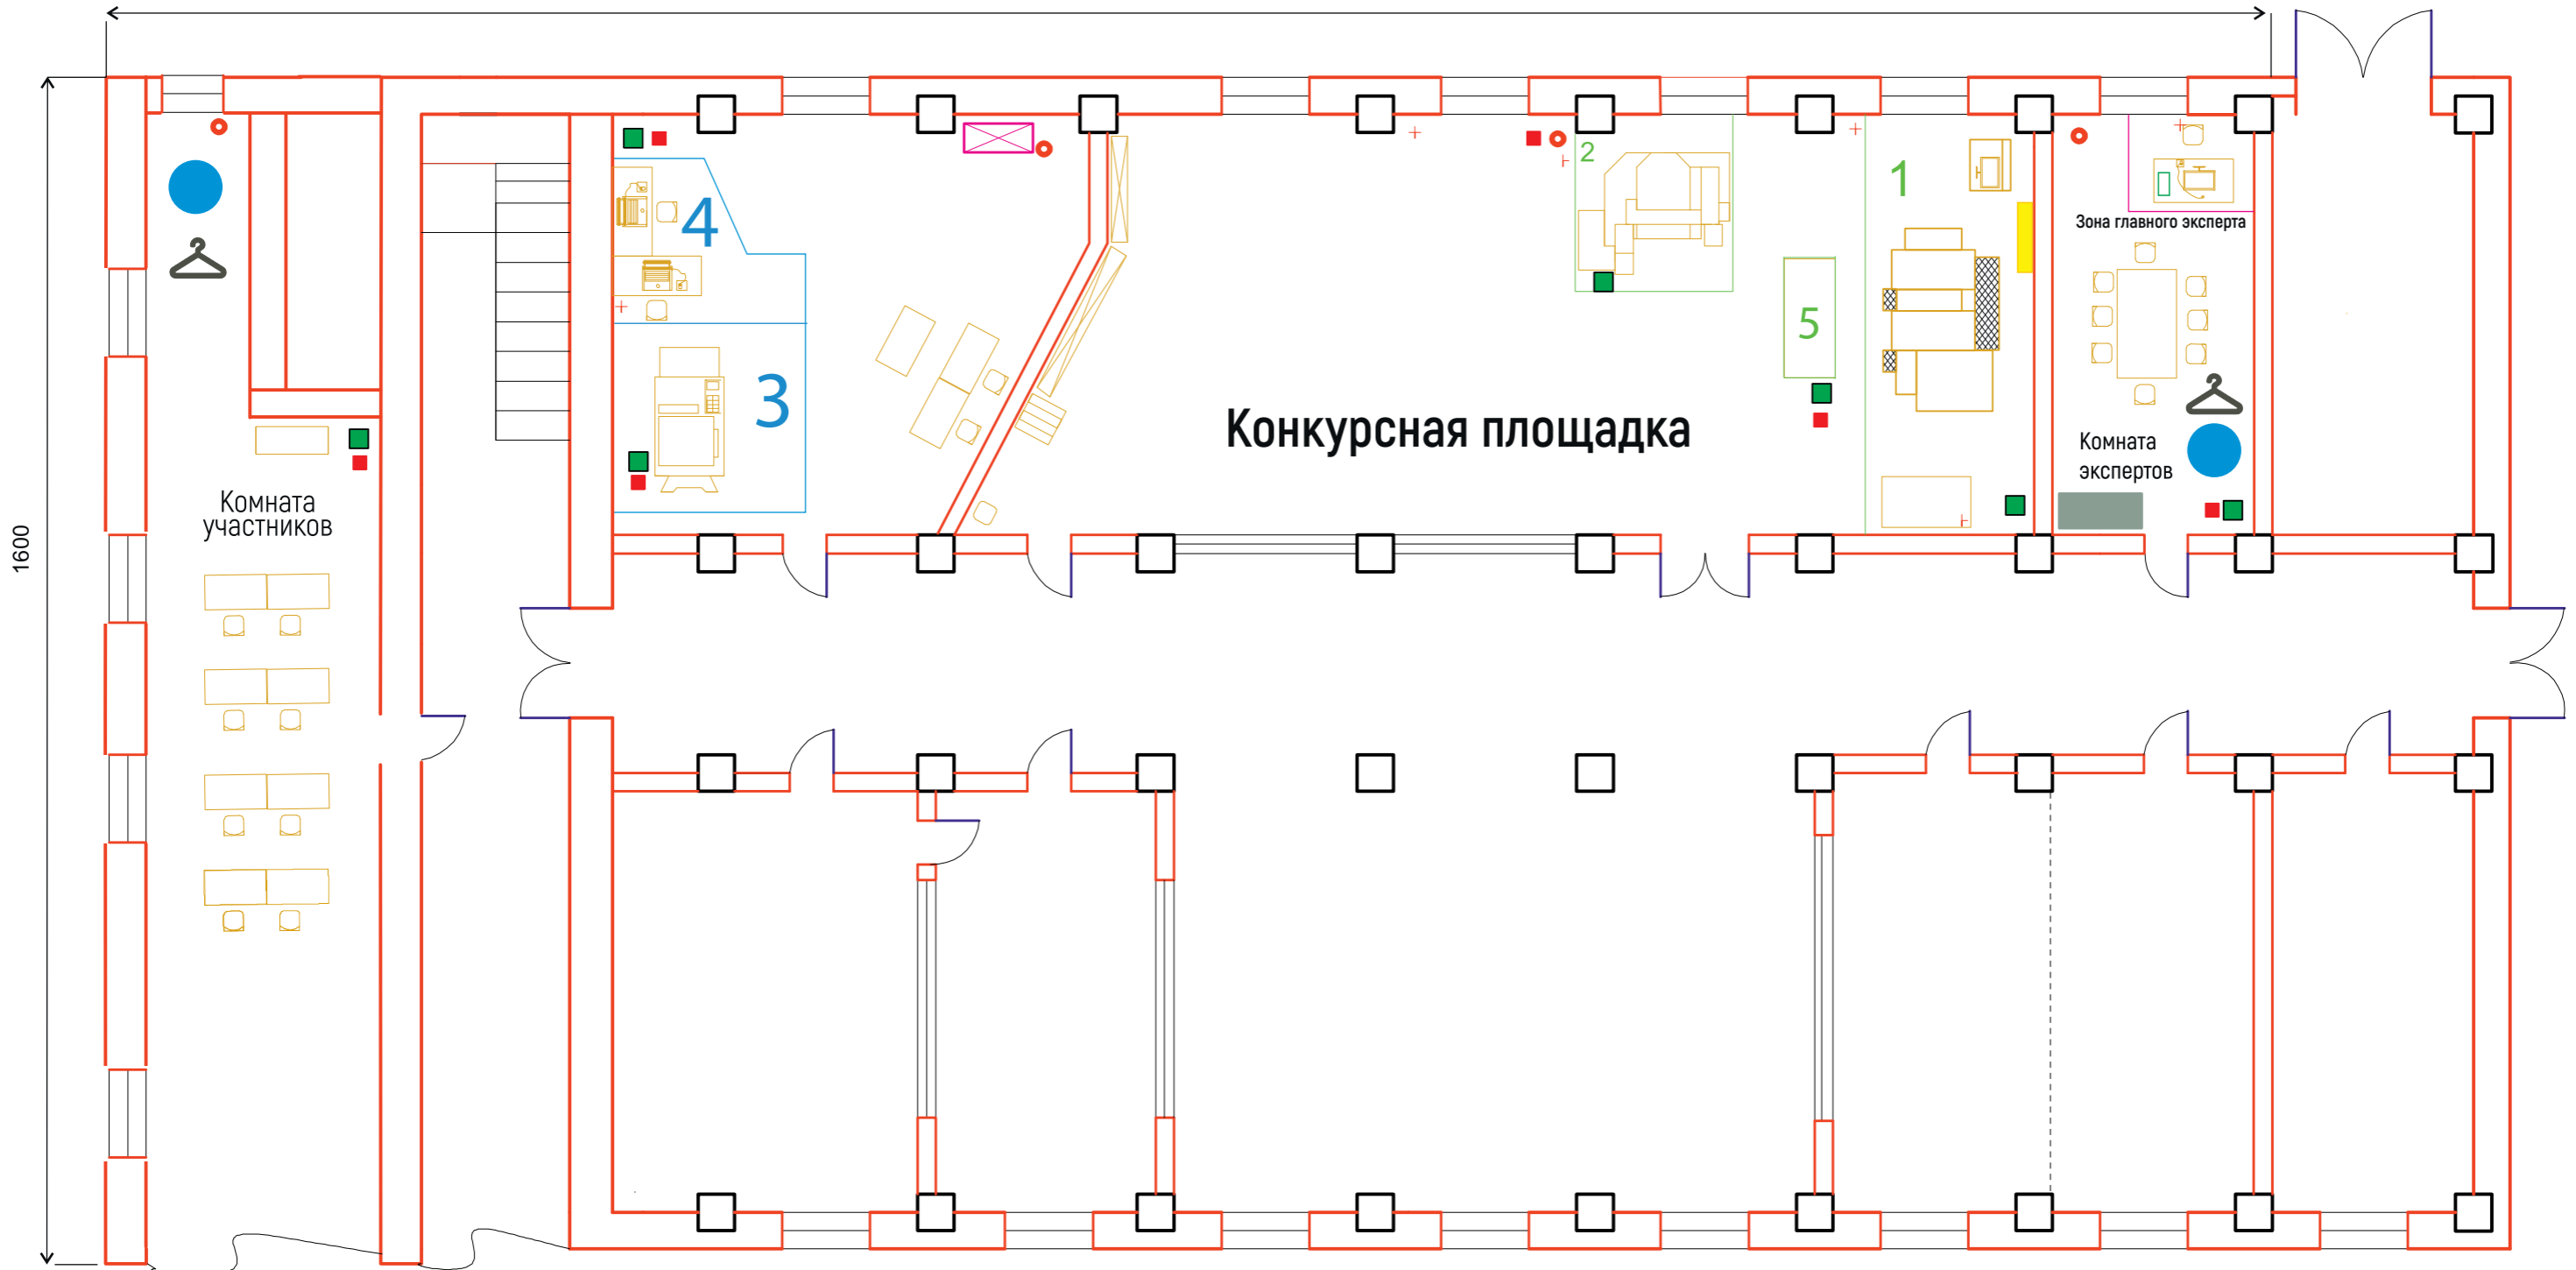 2
1
4
Зона главного эксперта
5
3
Конкурсная площадка
Комната
экспертов
Комната
участников
1600